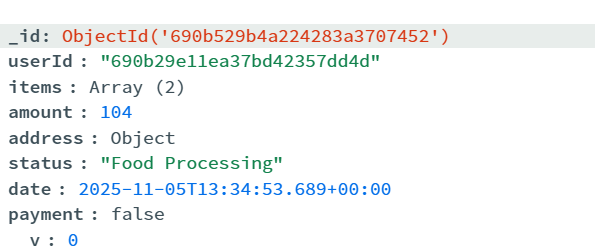 _id: ObjectId('690b529b4a224283a3707452')
userId : "690b29e11ea37bd42357dd4d"
items : Array (2)
amount : 104
address : Object
status : "Food Processing"
date : 2025-11-05T13:34:53.689+00:00
payment : false
v : 0